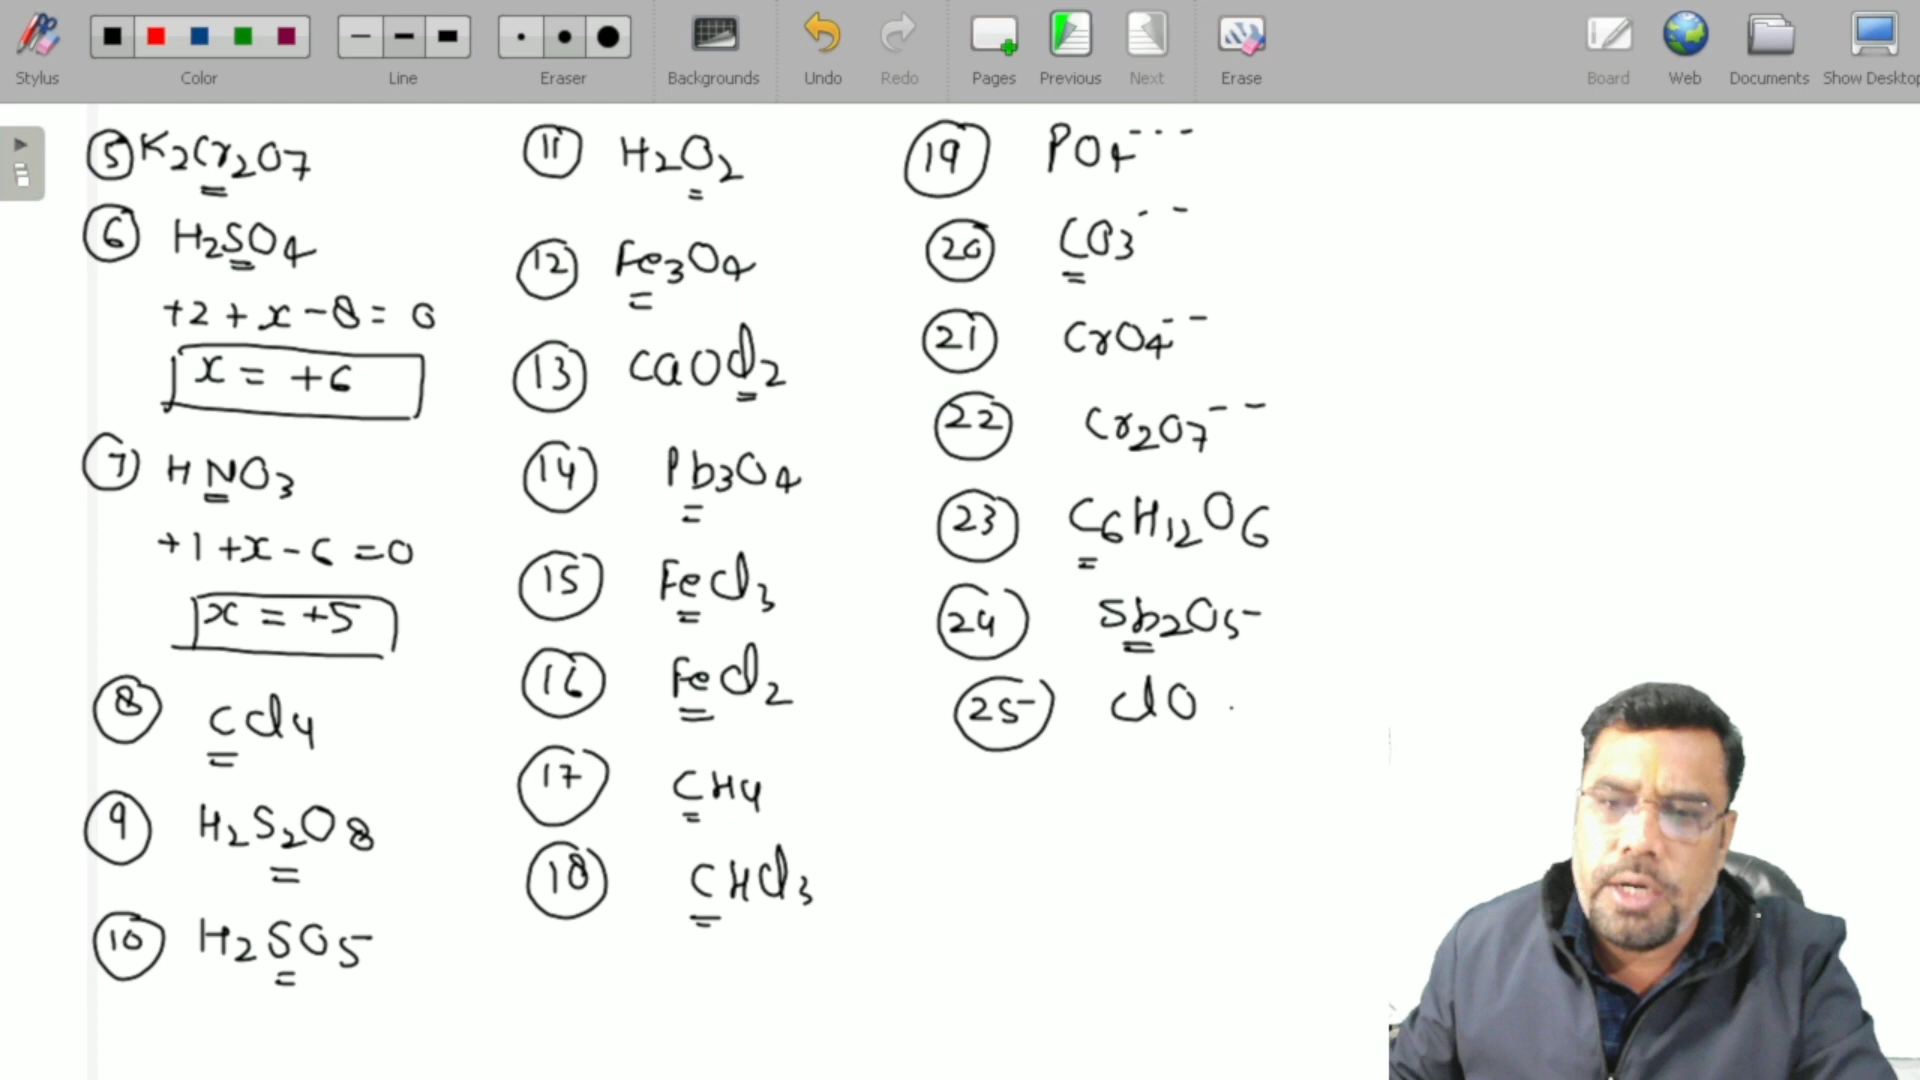 Stylus Color Line Eraser Backgrounds Undo Redo Pages Previous Next Erase Board Web Documents Show Desktop
5 K2Cr2O7
6 H2SO4
+2 + x - 8 = 0
x = +6
7 HNO3
+1 + x - 6 = 0
x = +5
8 CCl4
9 H2S2O8
10 H2SO5
11 H2O2
12 Fe3O4
13 CaOCl2
14 Pb3O4
15 FeCl3
16 FeCl2
17 CH4
18 CHCl3
19 PO4---
20 CO3--
21 CrO4--
22 Cr2O7--
23 C6H12O6
24 Sb2O5
25 ClO